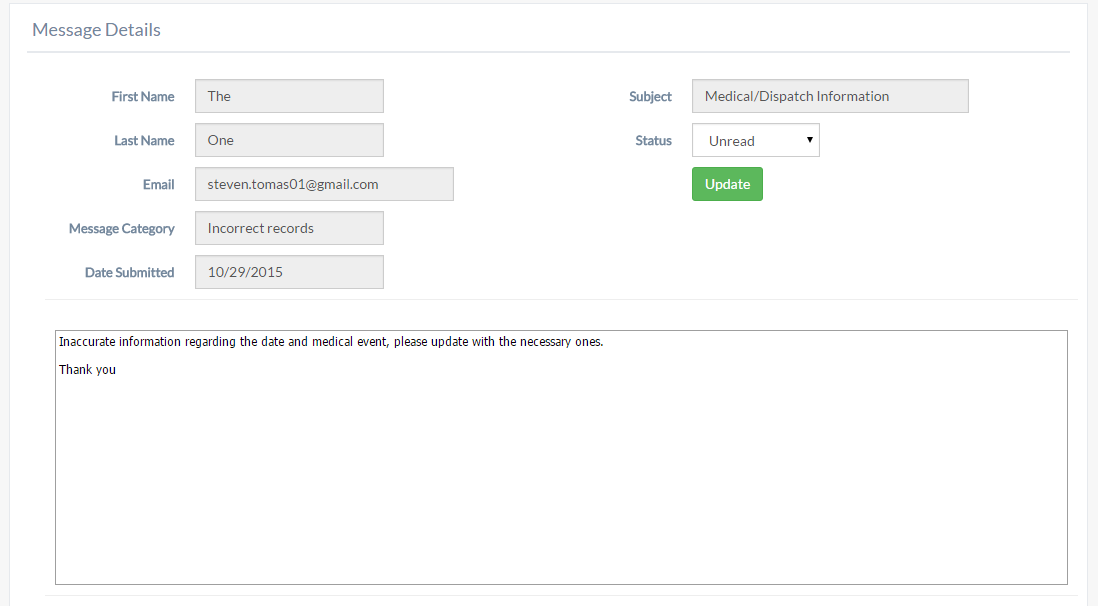 Message Details
First Name The
Subject Medical/Dispatch Information
Last Name One
Status Unread
Email steven.tomas01@gmail.com
Update
Message Category Incorrect records
Date Submitted 10/29/2015
Inaccurate information regarding the date and medical event, please update with the necessary ones.
Thank you